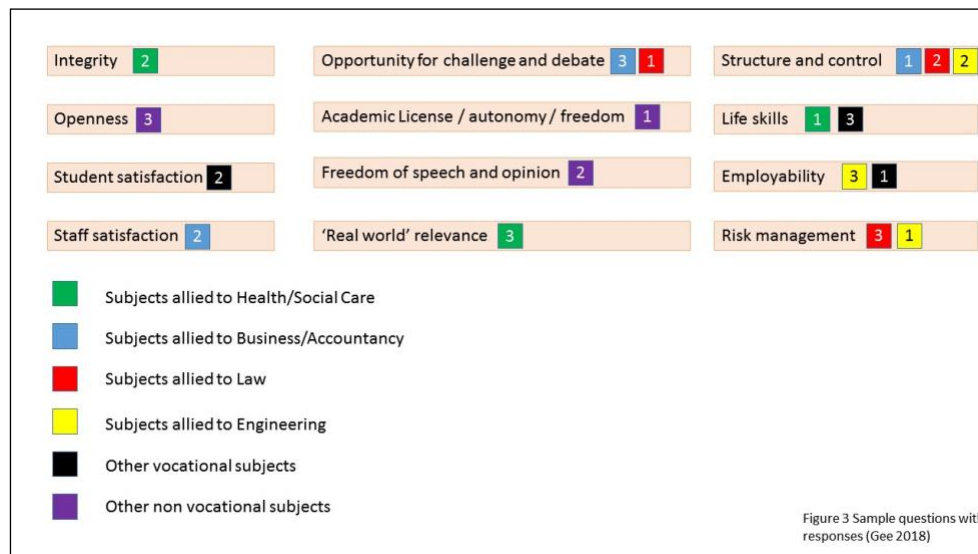 Integrity 2
Opportunity for challenge and debate 3 1
Structure and control 1 2 2
Openness 3
Academic License / autonomy / freedom 1
Life skills 1 3
Student satisfaction 2
Freedom of speech and opinion 2
Employability 3 1
Staff satisfaction 2
‘Real world’ relevance 3
Risk management 3 1
Subjects allied to Health/Social Care
Subjects allied to Business/Accountancy
Subjects allied to Law
Subjects allied to Engineering
Other vocational subjects
Other non vocational subjects
Figure 3 Sample questions wit
responses (Gee 2018)